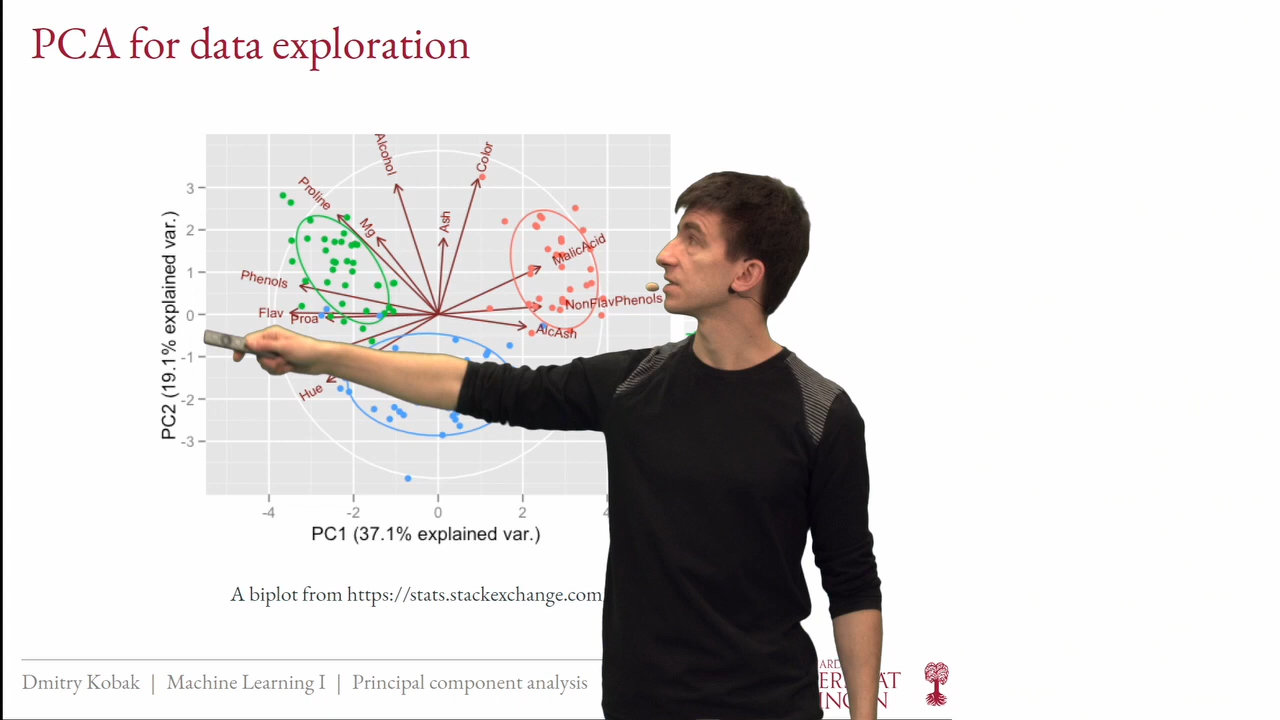 PCA for data exploration
Alcohol
Color
Proline
Mg
Ash
MalicAcid
Phenols
NonFlavPhenols
Flav
Proa
AlcAsh
Hue
3
2
1
0
-1
-2
-3
PC2 (19.1% explained var.)
-4
-2
0
2
4
PC1 (37.1% explained var.)
A biplot from https://stats.stackexchange.com
Dmitry Kobak | Machine Learning I | Principal component analysis